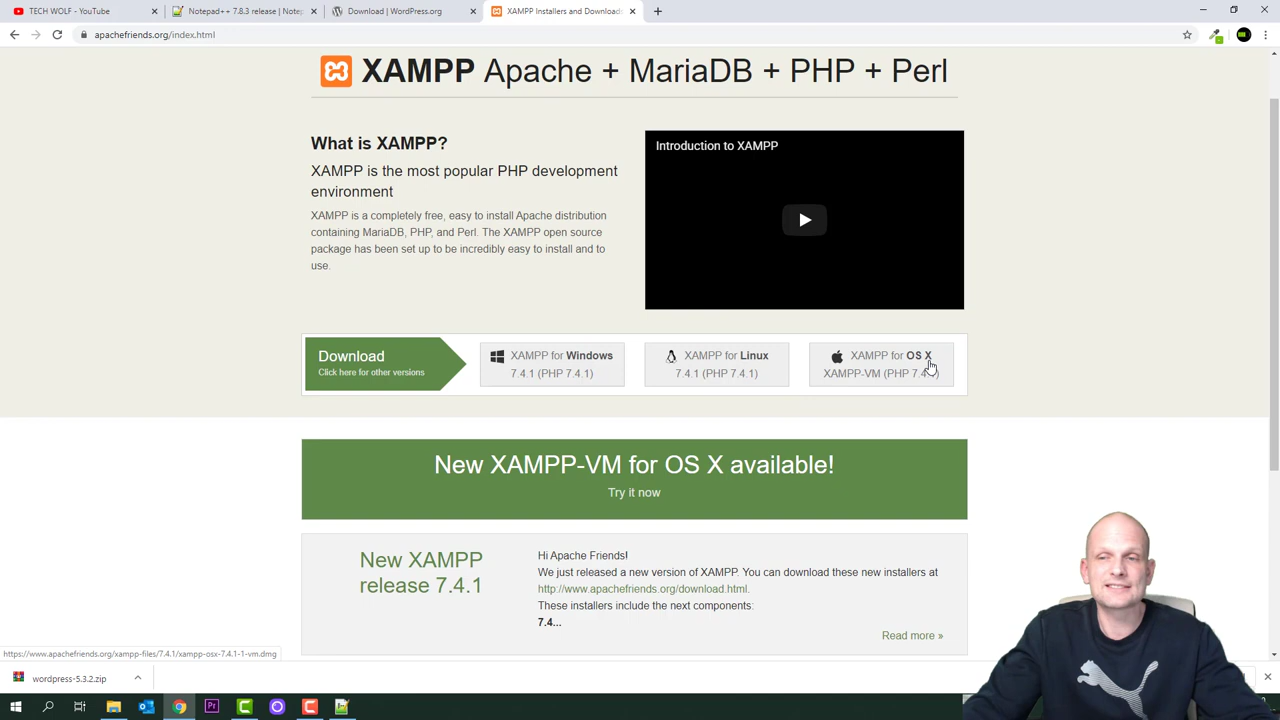 TECH WOLF - YouTube
Notepad++ 7.8.3 release | Notep
Download | WordPress.org
XAMPP Installers and Download
apachefriends.org/index.html
XAMPP Apache + MariaDB + PHP + Perl
What is XAMPP?
XAMPP is the most popular PHP development
environment
XAMPP is a completely free, easy to install Apache distribution
containing MariaDB, PHP, and Perl. The XAMPP open source
package has been set up to be incredibly easy to install and to
use.
Introduction to XAMPP
Download
Click here for other versions
XAMPP for Windows
7.4.1 (PHP 7.4.1)
XAMPP for Linux
7.4.1 (PHP 7.4.1)
XAMPP for OS X
XAMPP-VM (PHP 7.4.1)
New XAMPP-VM for OS X available!
Try it now
New XAMPP
release 7.4.1
Hi Apache Friends!
We just released a new version of XAMPP. You can download these new installers at
http://www.apachefriends.org/download.html.
These installers include the next components:
7.4...
Read more »
https://www.apachefriends.org/xampp-files/7.4.1/xampp-osx-7.4.1-1-vm.dmg
wordpress-5.3.2.zip